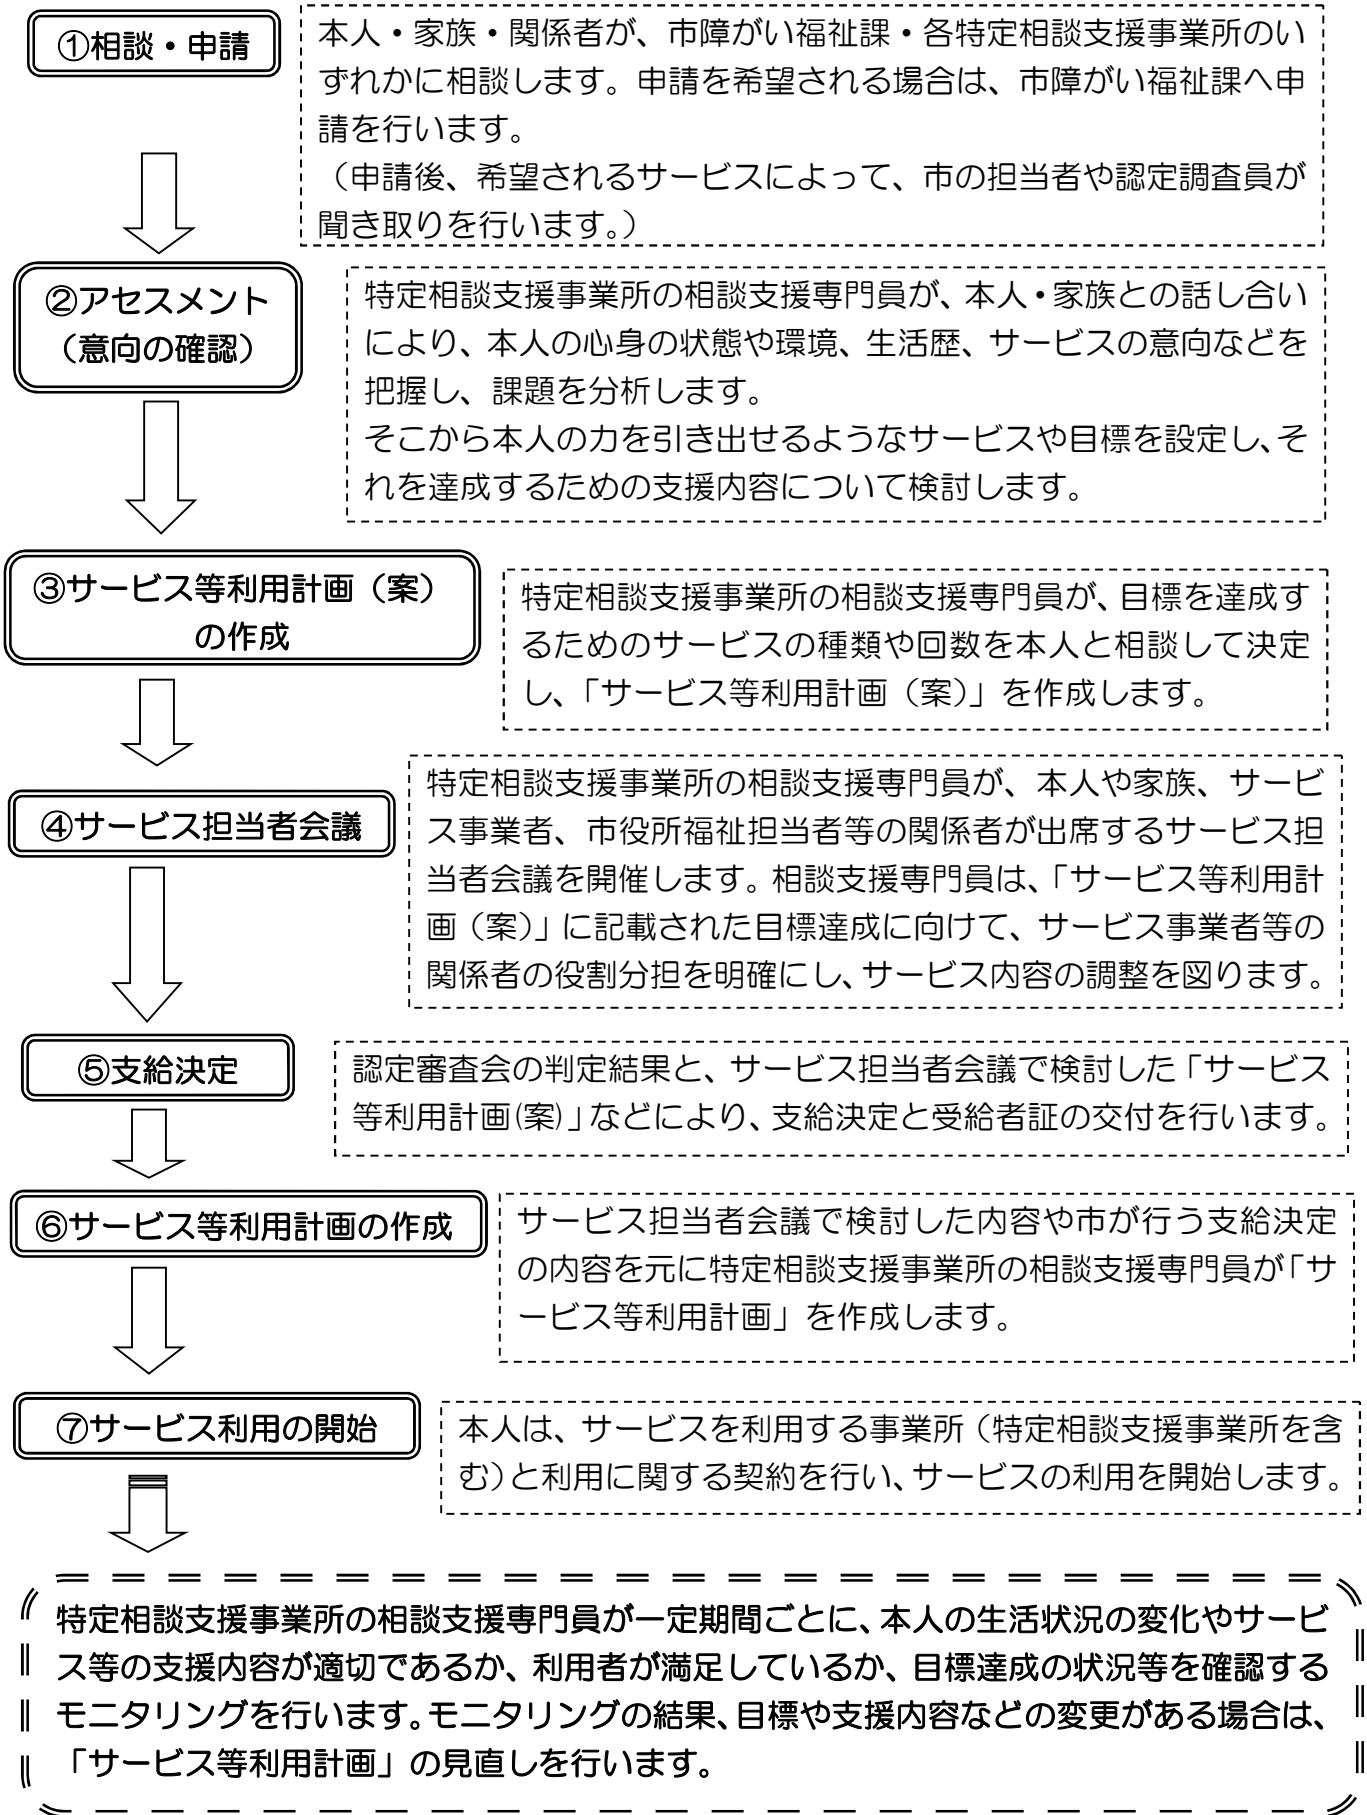 ①相談・申請
本人・家族・関係者が、市障がい福祉課・各特定相談支援事業所のい
ずれかに相談します。申請を希望される場合は、市障がい福祉課へ申
請を行います。
（申請後、希望されるサービスによって、市の担当者や認定調査員が
聞き取りを行います。）
②アセスメント
（意向の確認）
特定相談支援事業所の相談支援専門員が、本人・家族との話し合い
により、本人の心身の状態や環境、生活歴、サービスの意向などを
把握し、課題を分析します。
そこから本人の力を引き出せるようなサービスや目標を設定し、そ
れを達成するための支援内容について検討します。
③サービス等利用計画（案）
の作成
特定相談支援事業所の相談支援専門員が、目標を達成す
るためのサービスの種類や回数を本人と相談して決定
し、「サービス等利用計画（案）」を作成します。
④サービス担当者会議
特定相談支援事業所の相談支援専門員が、本人や家族、サービ
ス事業者、市役所福祉担当者等の関係者が出席するサービス担
当者会議を開催します。相談支援専門員は、「サービス等利用計
画（案）」に記載された目標達成に向けて、サービス事業者等の
関係者の役割分担を明確にし、サービス内容の調整を図ります。
⑤支給決定
認定審査会の判定結果と、サービス担当者会議で検討した「サービス
等利用計画(案)」などにより、支給決定と受給者証の交付を行います。
⑥サービス等利用計画の作成
サービス担当者会議で検討した内容や市が行う支給決定
の内容を元に特定相談支援事業所の相談支援専門員が「サ
ービス等利用計画」を作成します。
⑦サービス利用の開始
本人は、サービスを利用する事業所（特定相談支援事業所を含
む）と利用に関する契約を行い、サービスの利用を開始します。
特定相談支援事業所の相談支援専門員が一定期間ごとに、本人の生活状況の変化やサービ
ス等の支援内容が適切であるか、利用者が満足しているか、目標達成の状況等を確認する
モニタリングを行います。モニタリングの結果、目標や支援内容などの変更がある場合は、
「サービス等利用計画」の見直しを行います。